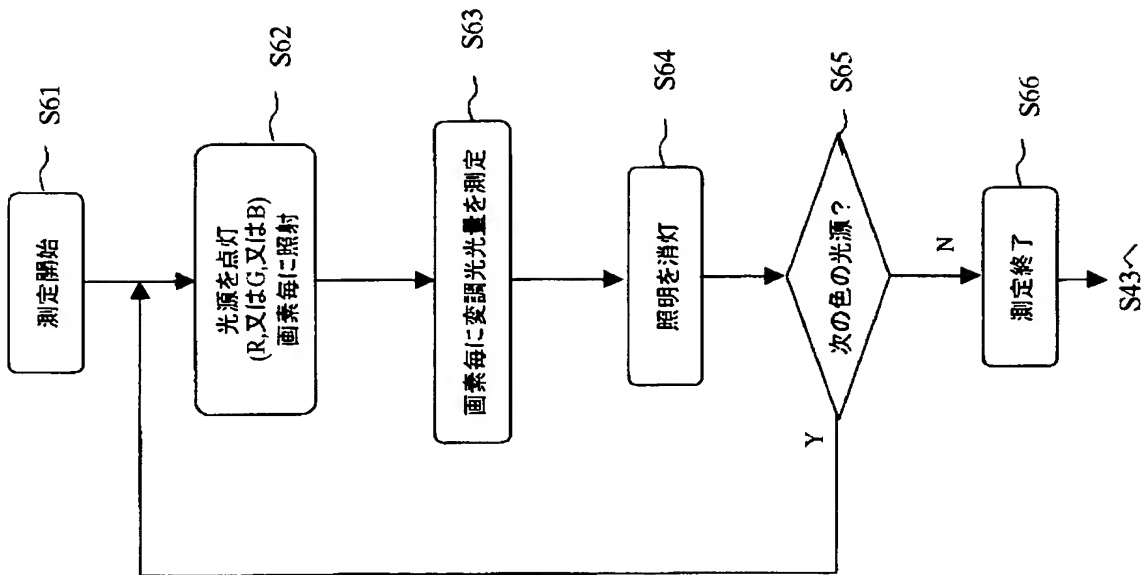 測定開始
S61
光源を点灯
(R,又はG,又はB)
画素毎に照射
S62
画素毎に変調光光量を測定
S63
照明を消灯
S64
次の色の光源？
S65
Y
N
測定終了
S66
S43へ